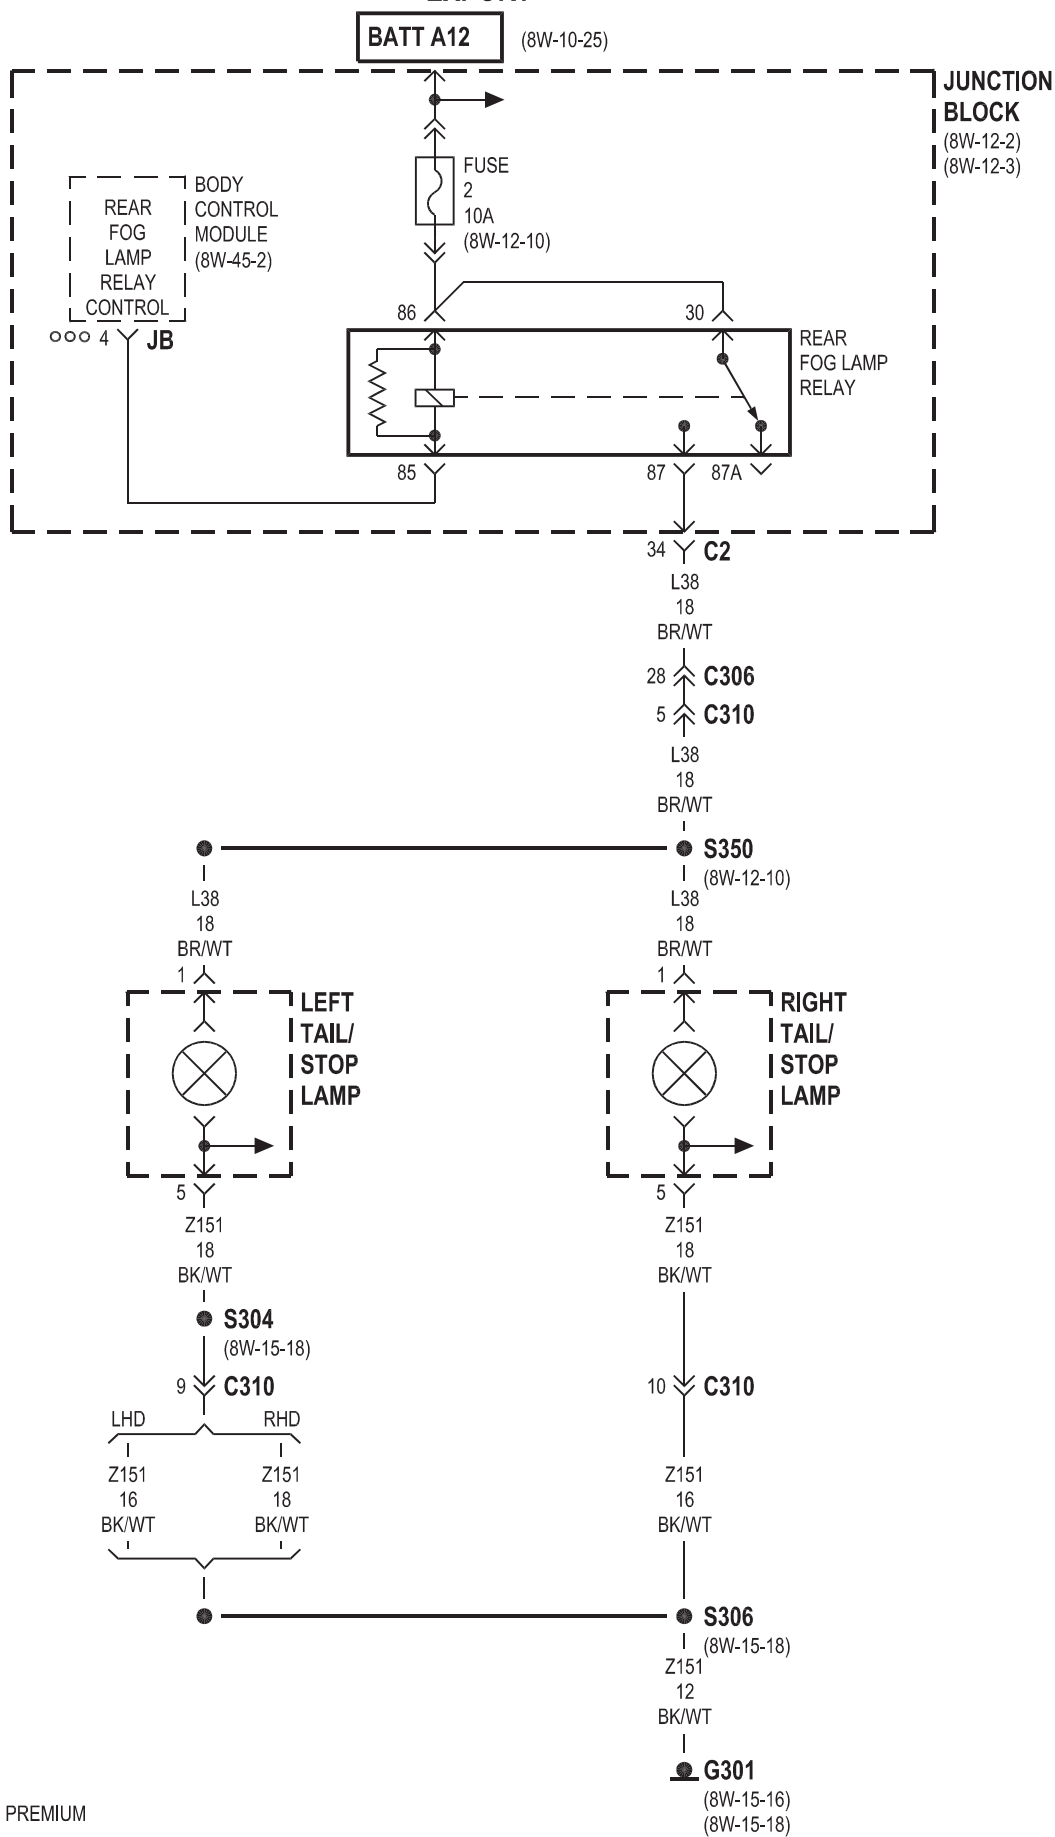 BATT A12
(8W-10-25)
JUNCTION
BLOCK
(8W-12-2)
(8W-12-3)
FUSE
2
10A
(8W-12-10)
BODY
CONTROL
MODULE
(8W-45-2)
REAR
FOG
LAMP
RELAY
CONTROL
4 JB
86
30
REAR
FOG LAMP
RELAY
85
87
87A
34 C2
L38
18
BR/WT
28 C306
5 C310
L38
18
BR/WT
S350
(8W-12-10)
L38
18
BR/WT
1
L38
18
BR/WT
1
LEFT
TAIL/
STOP
LAMP
RIGHT
TAIL/
STOP
LAMP
5
Z151
18
BK/WT
5
Z151
18
BK/WT
S304
(8W-15-18)
9 C310
10 C310
LHD
RHD
Z151
16
BK/WT
Z151
18
BK/WT
Z151
16
BK/WT
S306
(8W-15-18)
Z151
12
BK/WT
G301
(8W-15-16)
(8W-15-18)
PREMIUM